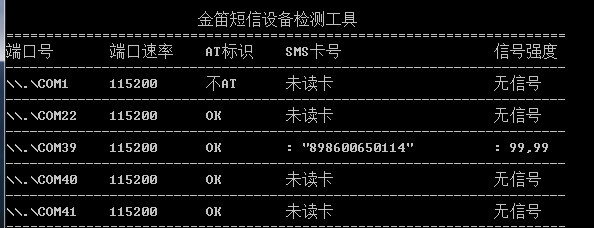 金笛短信设备检测工具
端口号 端口速率 AT标识 SMS卡号 信号强度
\\.\COM1 115200 不AT 未读卡 无信号
\\.\COM22 115200 OK 未读卡 无信号
\\.\COM39 115200 OK : "898600650114" : 99,99
\\.\COM40 115200 OK 未读卡 无信号
\\.\COM41 115200 OK 未读卡 无信号